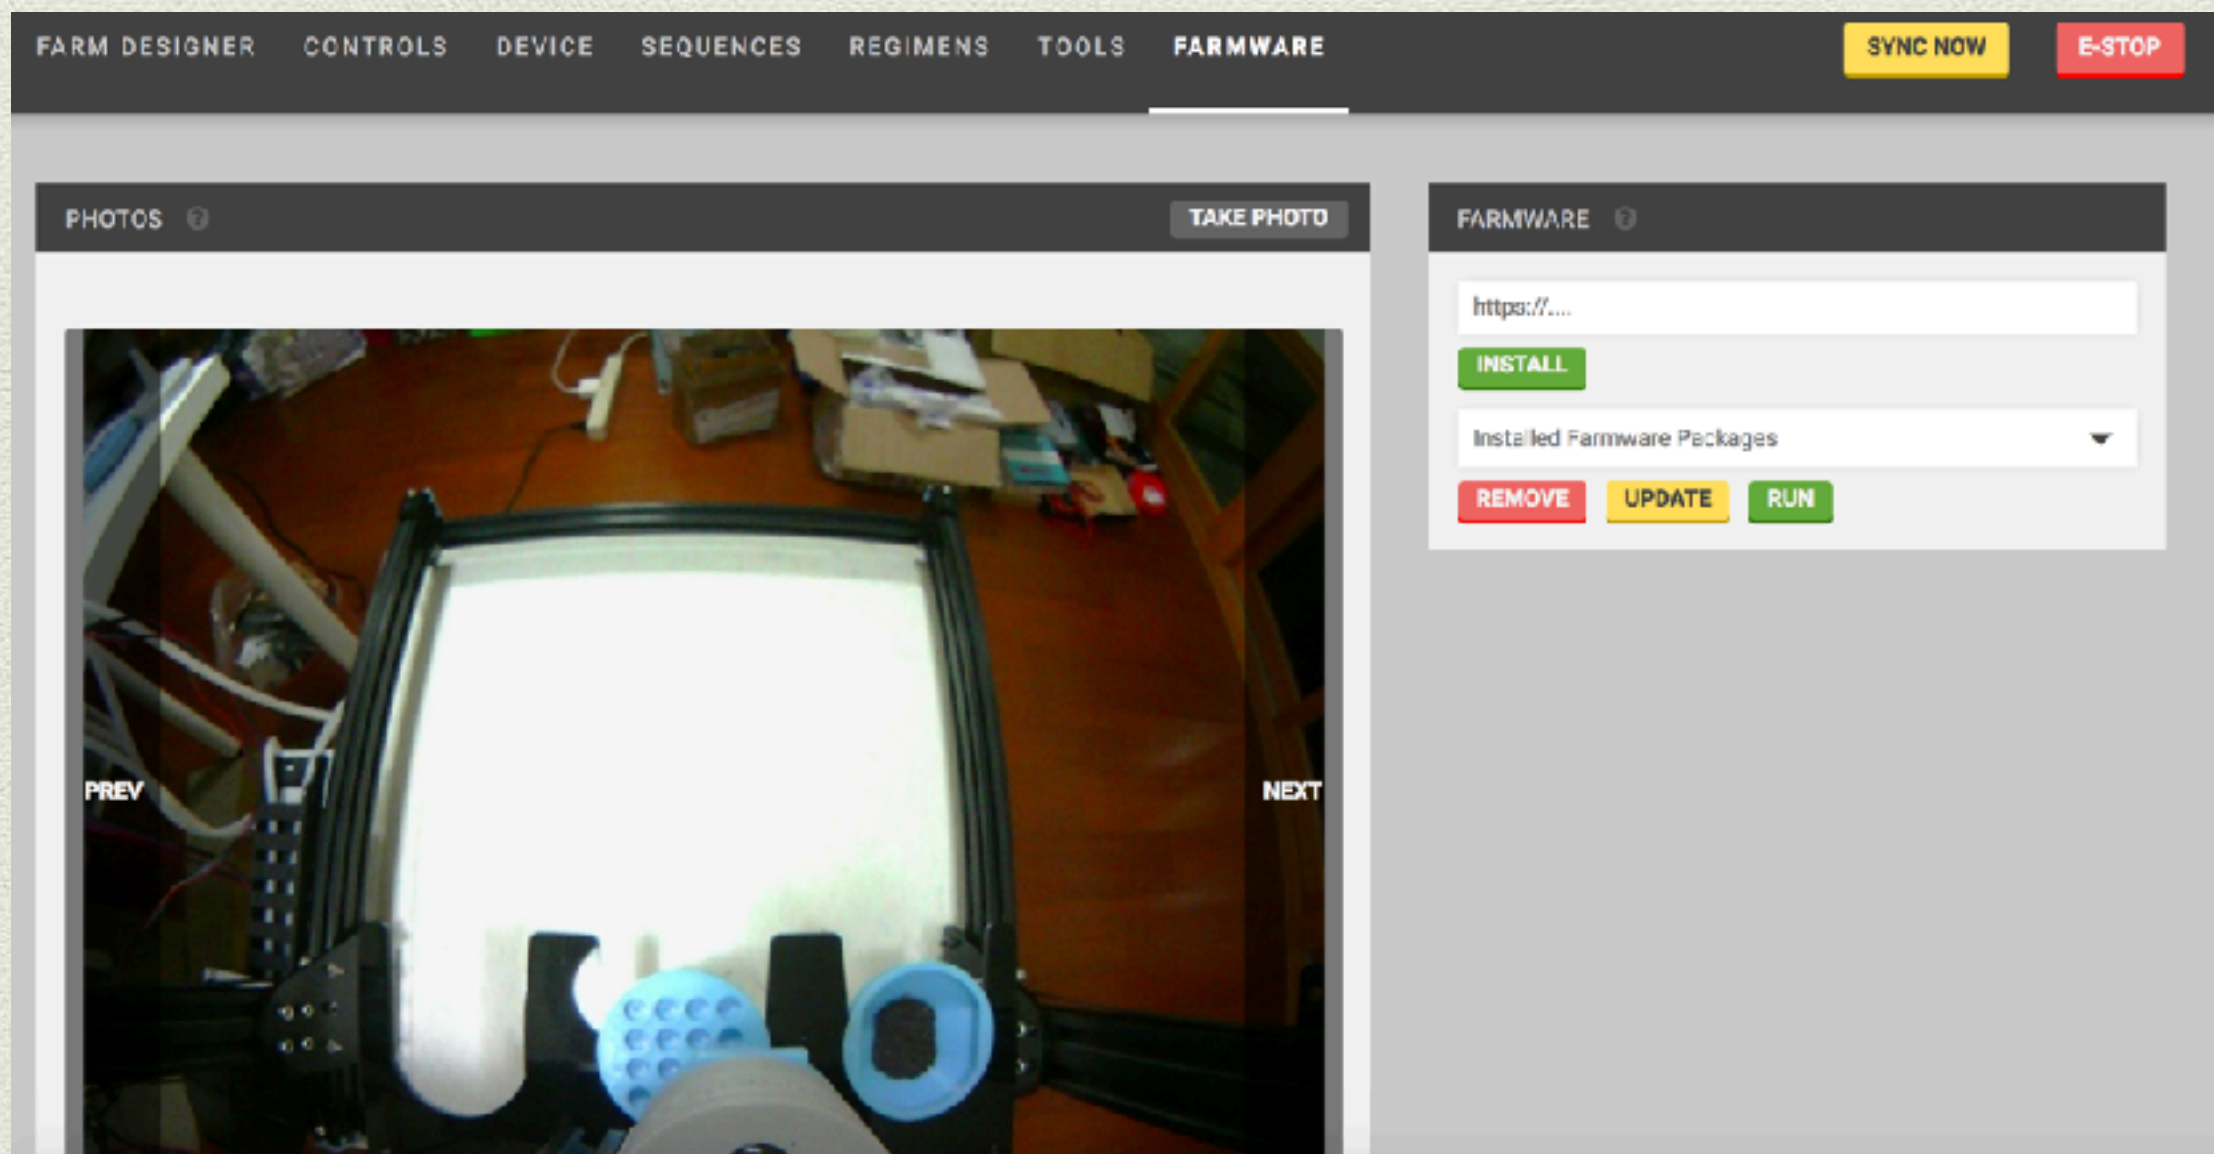 FARM DESIGNER CONTROLS DEVICE SEQUENCES REGIMENS TOOLS FARMWARE SYNC NOW E-STOP
PHOTOS ? TAKE PHOTO
PREV NEXT
FARMWARE ?
https://....
INSTALL
Installed Farmware Packages
REMOVE UPDATE RUN